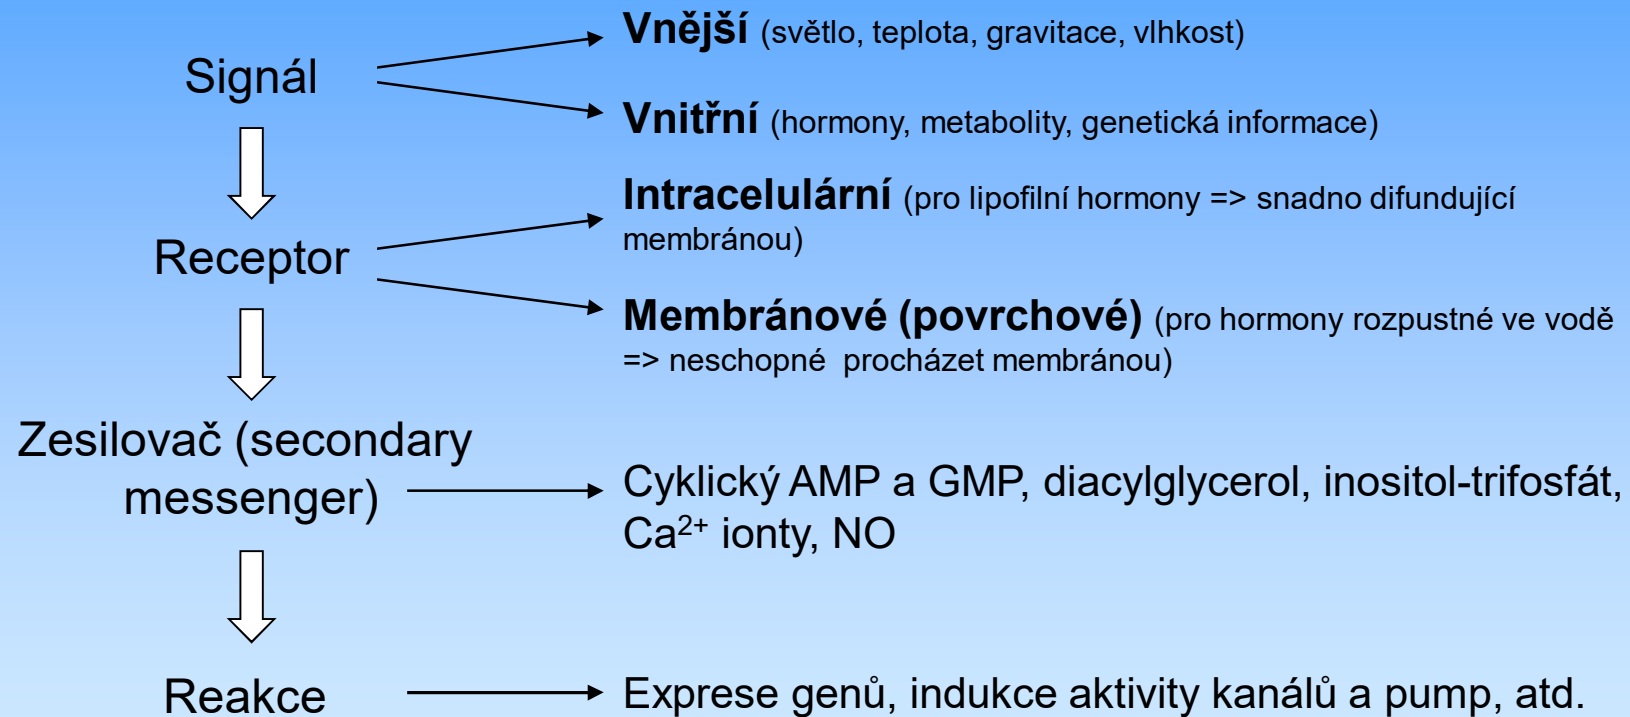 Signál
Vnější (světlo, teplota, gravitace, vlhkost)
Vnitřní (hormony, metabolity, genetická informace)
Receptor
Intracelulární (pro lipofilní hormony => snadno difundující
membránou)
Membránové (povrchové) (pro hormony rozpustné ve vodě
=> neschopné  procházet membránou)
Zesilovač (secondary
messenger)
Cyklický AMP a GMP, diacylglycerol, inositol-trifosfát,
Ca²⁺ ionty, NO
Reakce
Exprese genů, indukce aktivity kanálů a pump, atd.